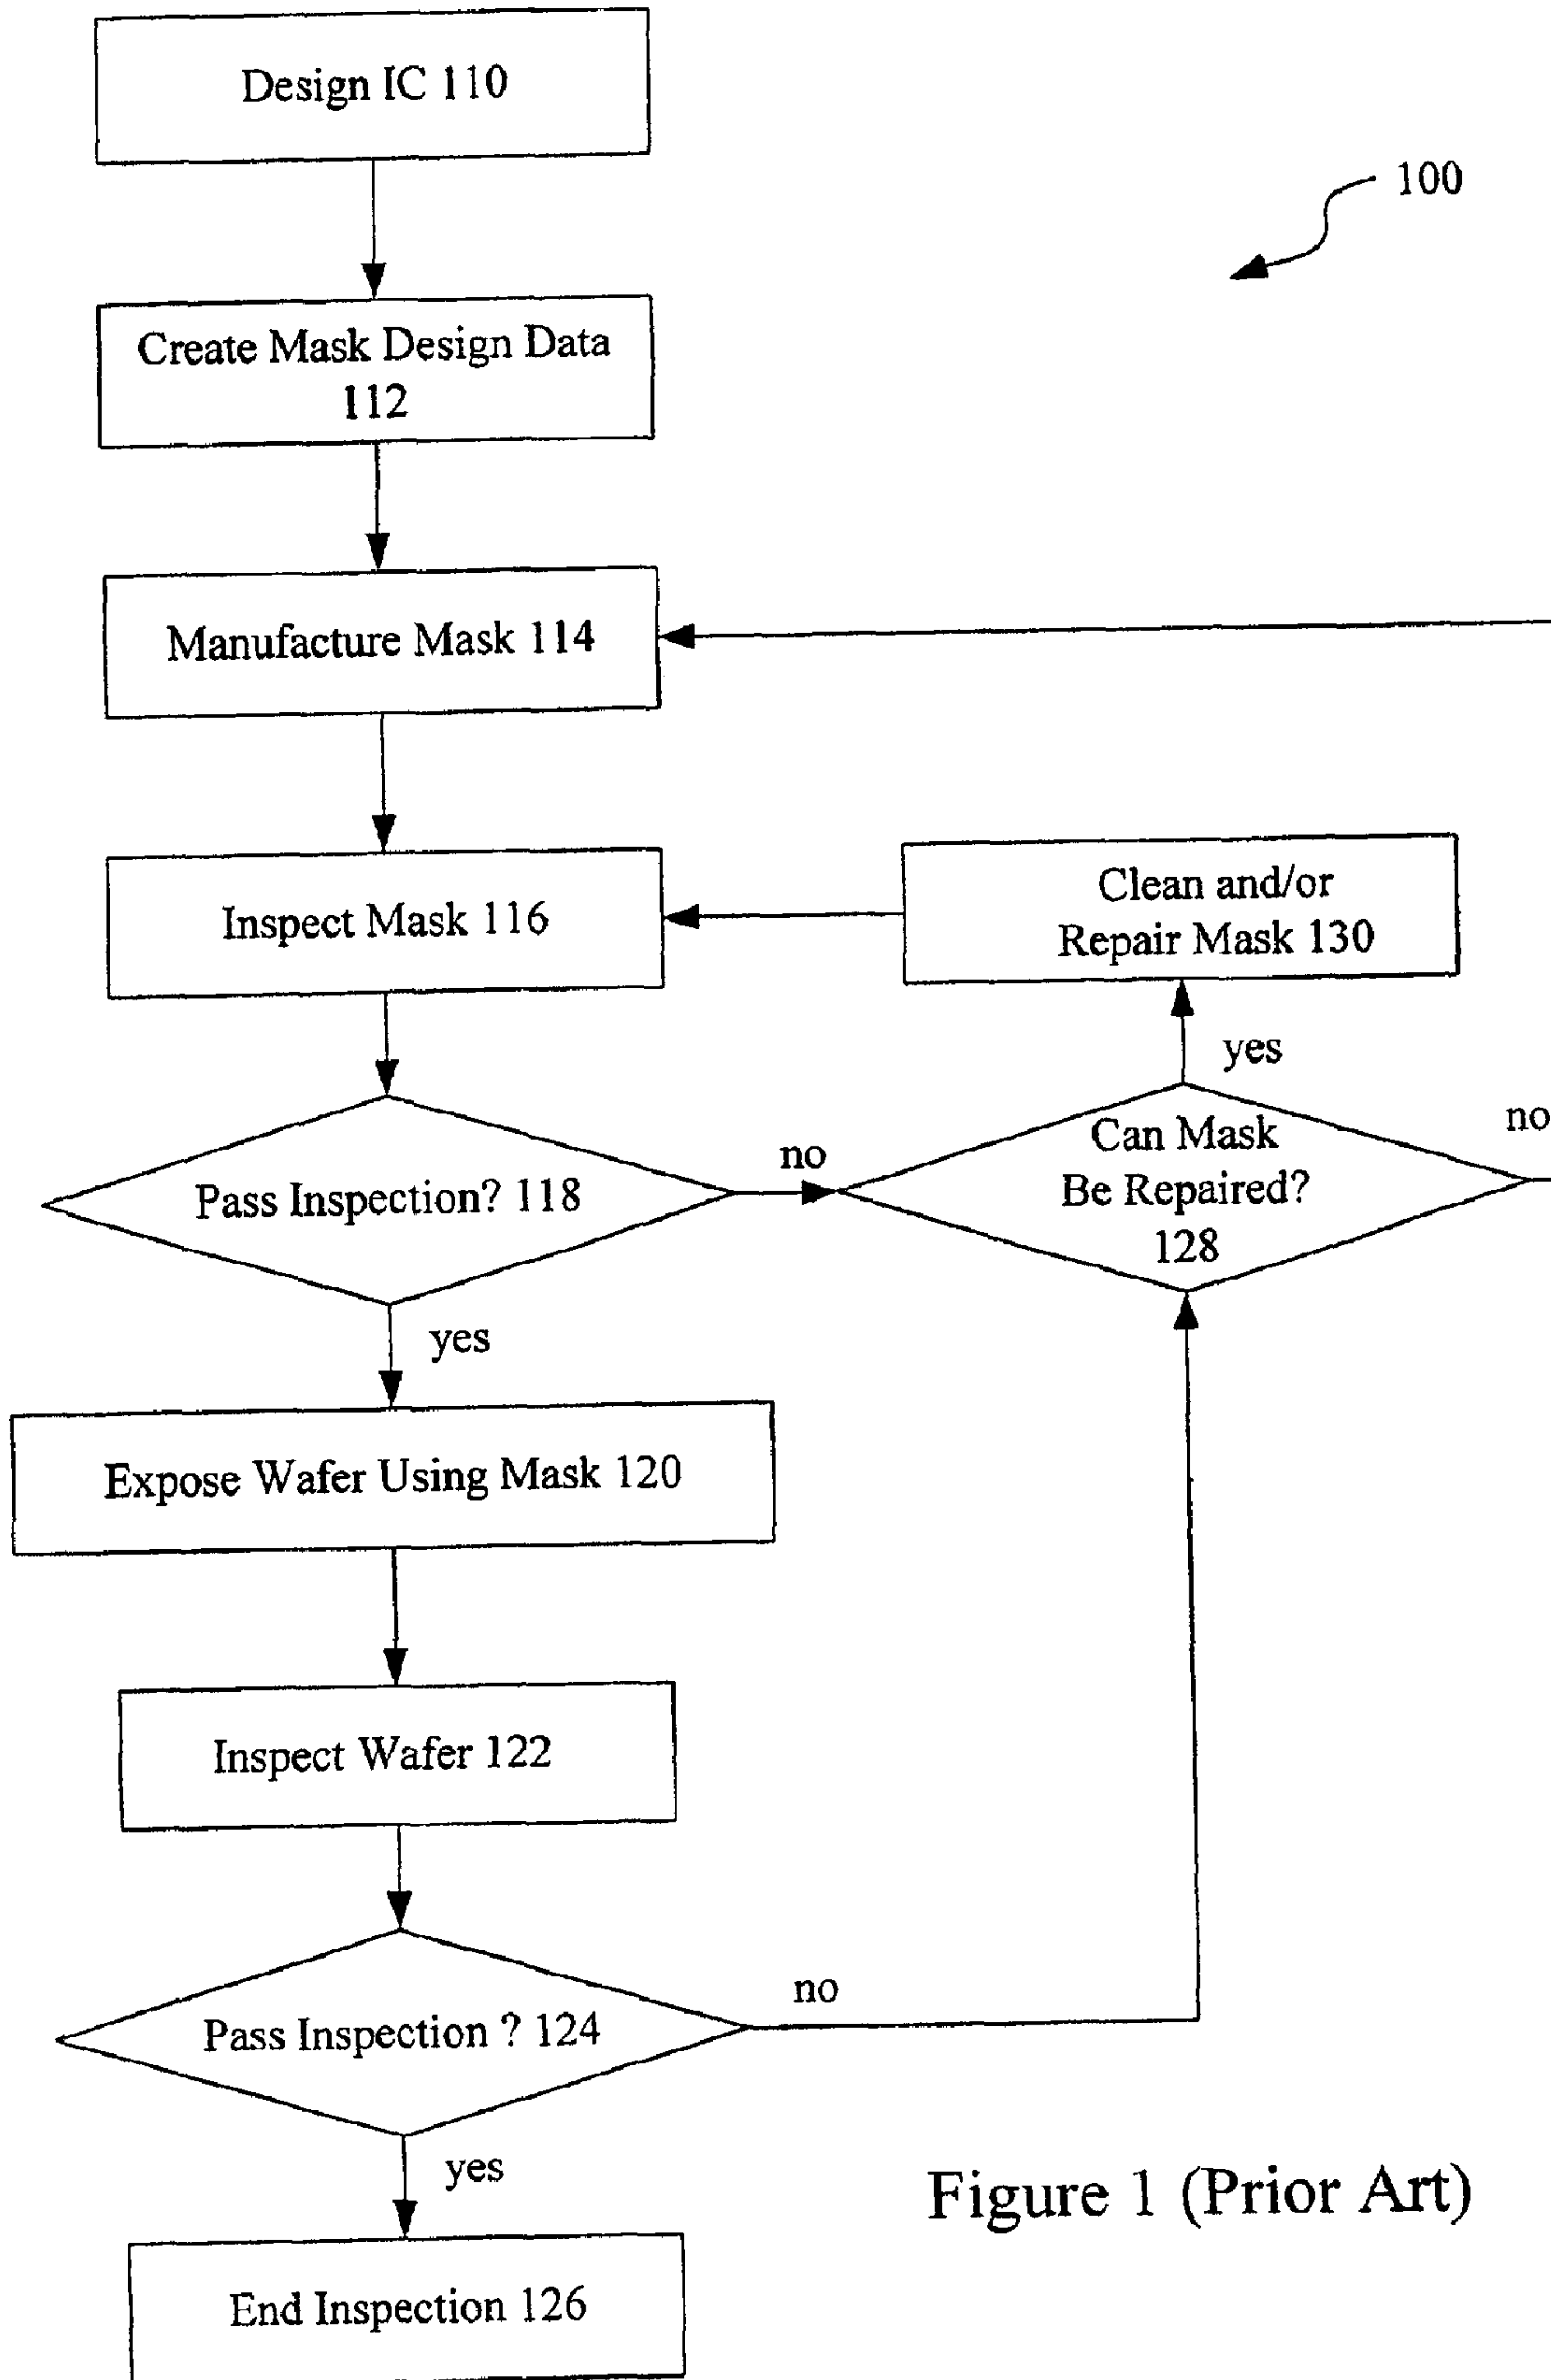 Design IC 110
100
Create Mask Design Data
112
Manufacture Mask 114
Inspect Mask 116
Clean and/or
Repair Mask 130
yes
no
Can Mask
Be Repaired?
128
no
Pass Inspection? 118
yes
Expose Wafer Using Mask 120
Inspect Wafer 122
Pass Inspection ? 124
no
yes
End Inspection 126
Figure 1 (Prior Art)